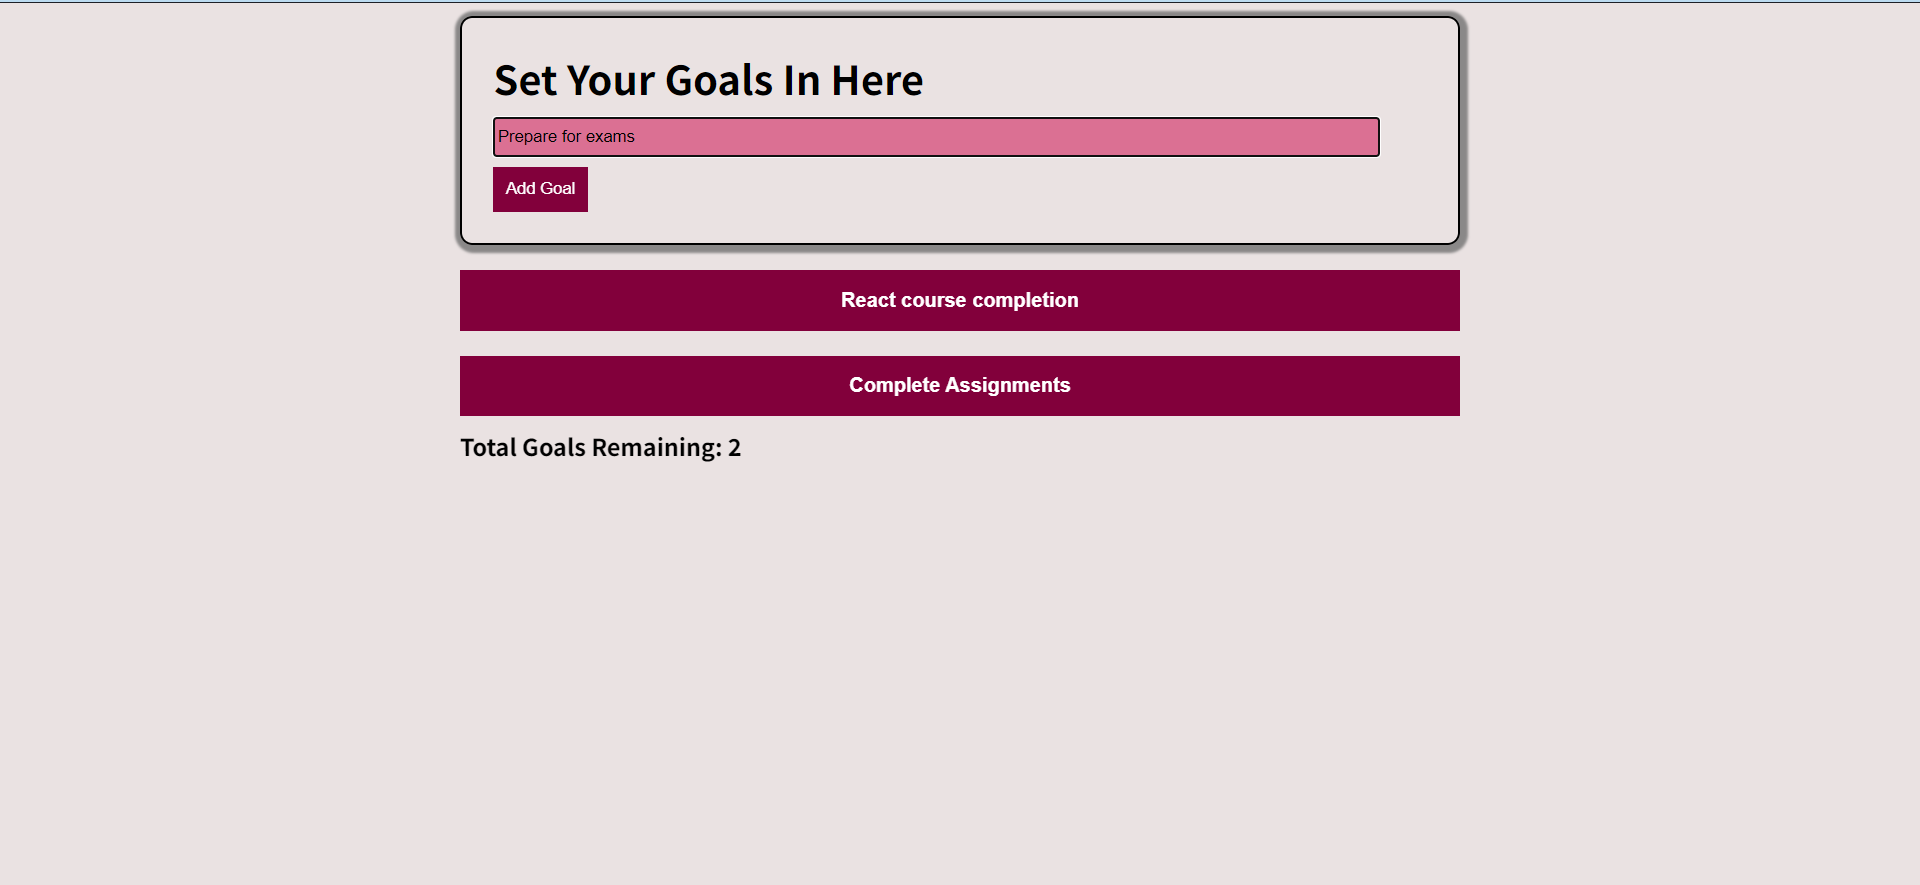 Set Your Goals In Here
Prepare for exams
Add Goal
React course completion
Complete Assignments
Total Goals Remaining: 2